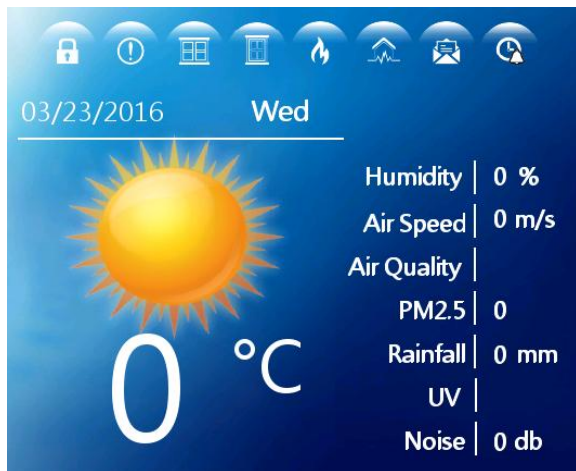 03/23/2016 Wed
Humidity 0 %
Air Speed 0 m/s
Air Quality
PM2.5 0
Rainfall 0 mm
UV
Noise 0 db
0 °C